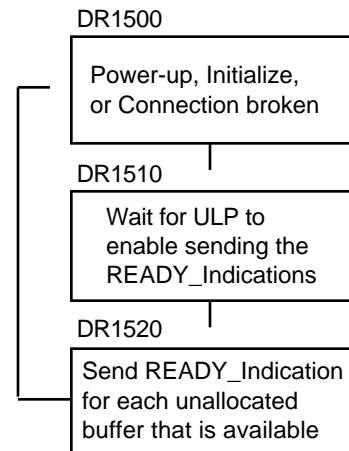 DR1500
Power-up, Initialize,
or Connection broken
DR1510
Wait for ULP to
enable sending the
READY_Indications
DR1520
Send READY_Indication
for each unallocated
buffer that is available